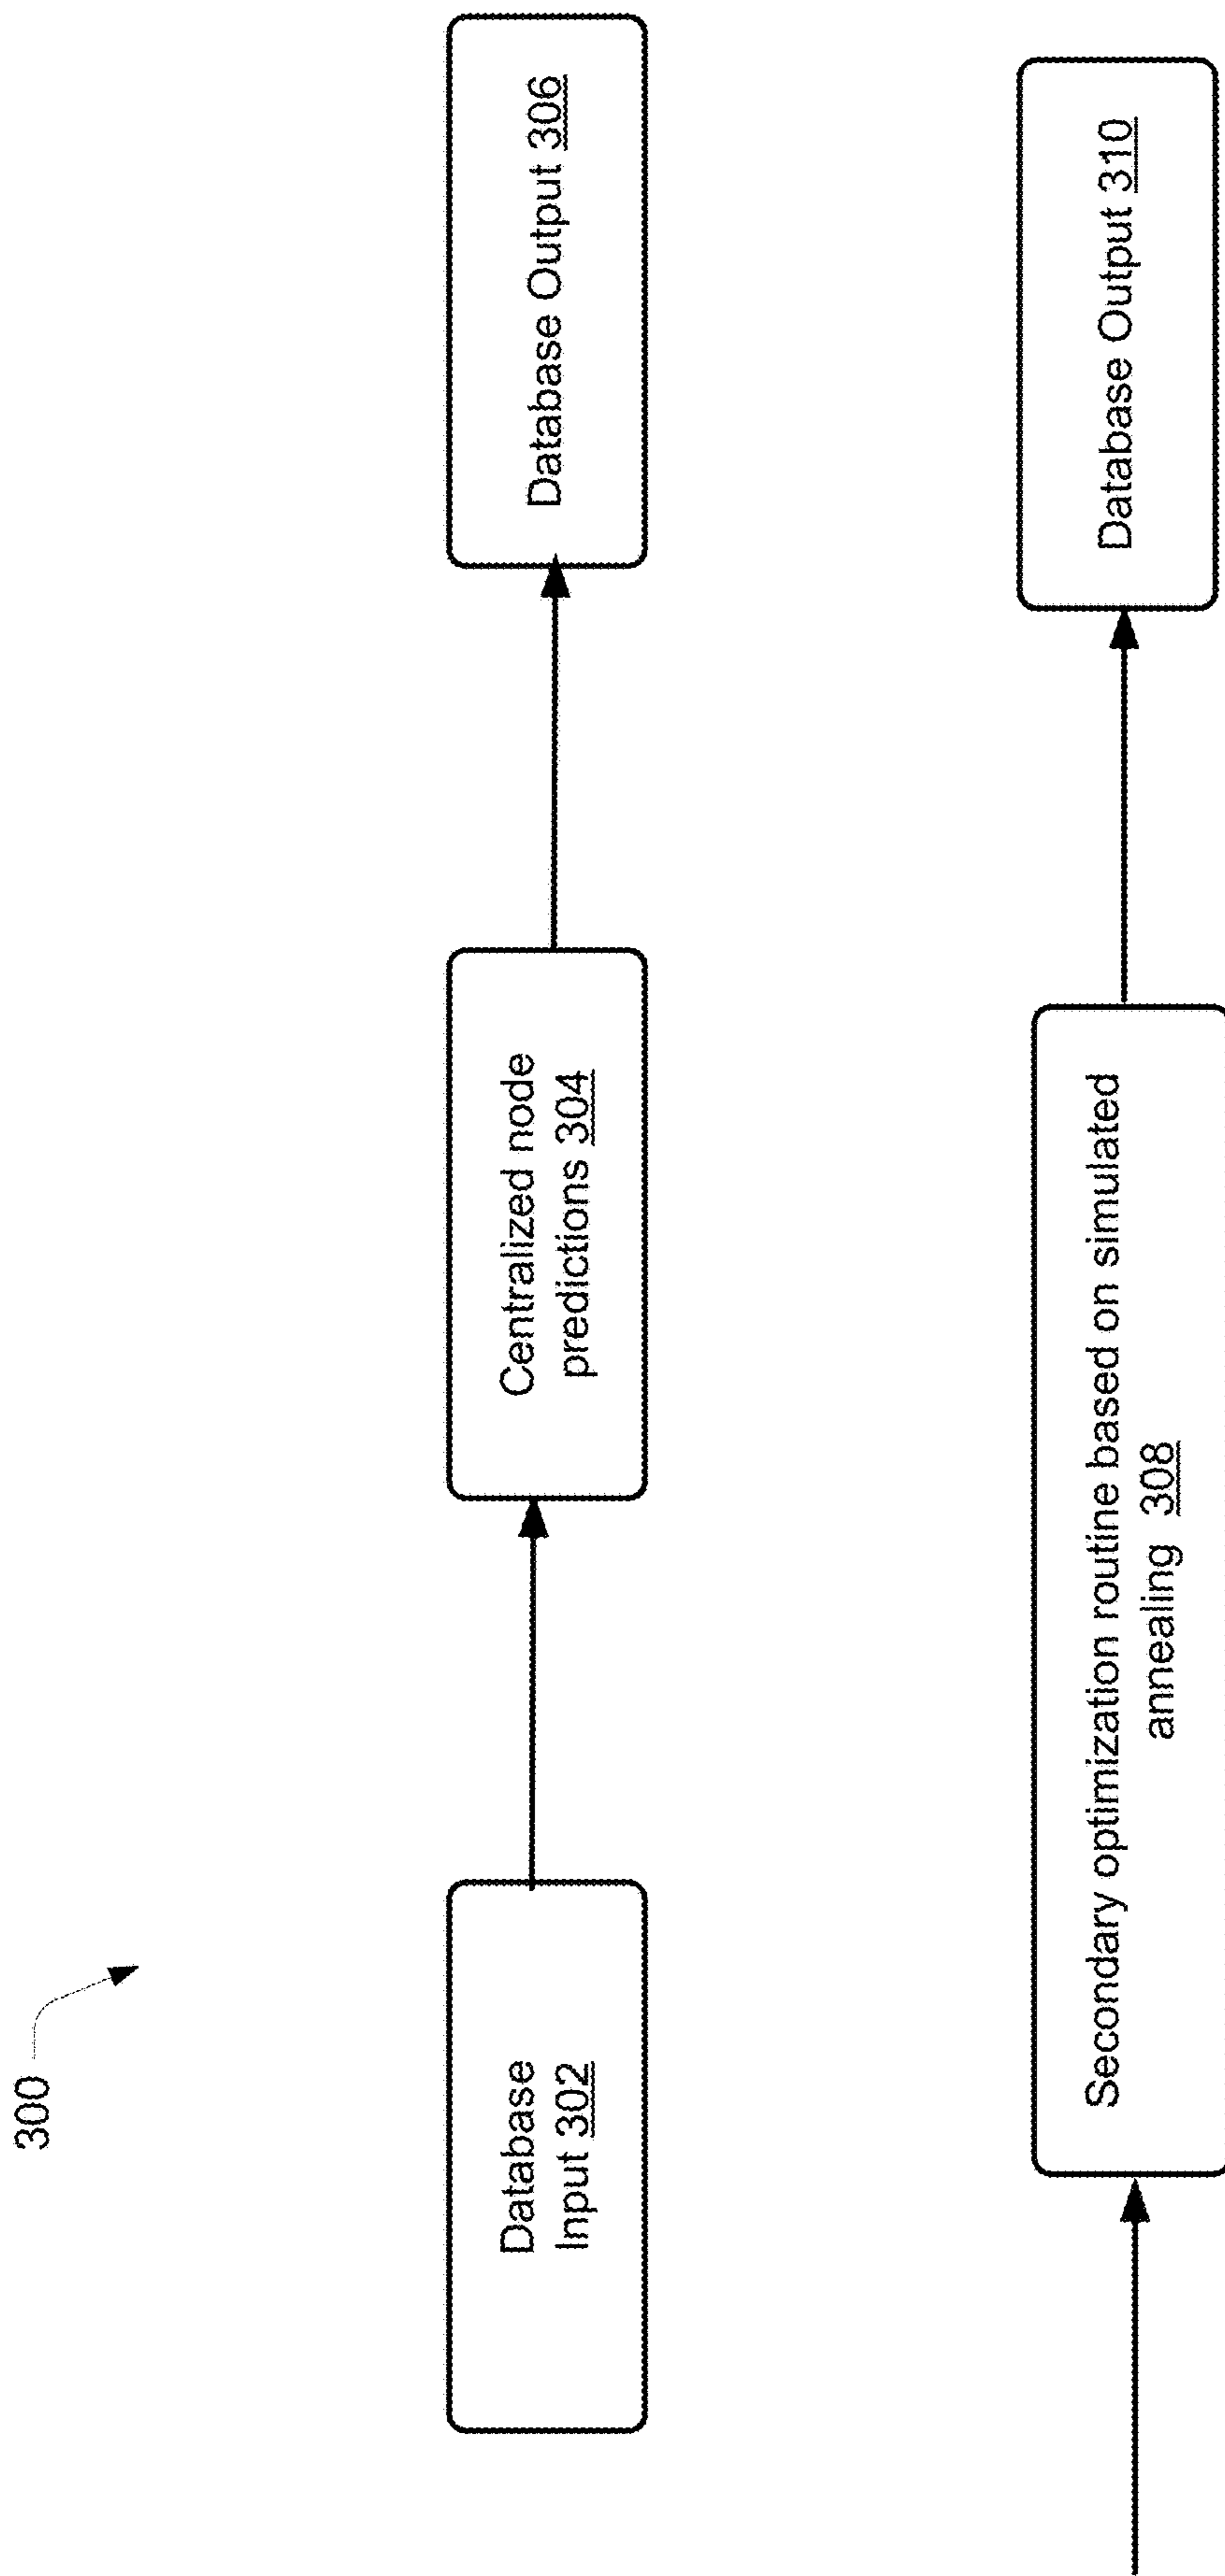 300
Database
Input 302
Centralized node
predictions 304
Database Output 306
Secondary optimization routine based on simulated
annealing 308
Database Output 310